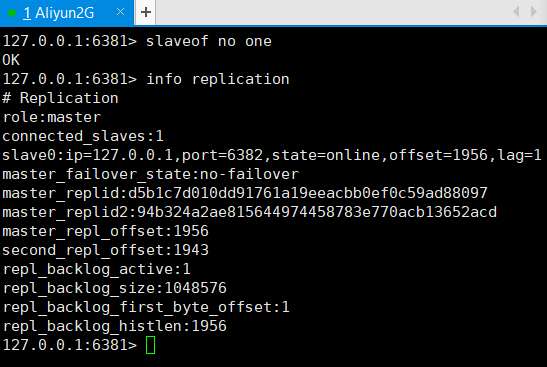 1 Aliyun2G × +
127.0.0.1:6381> slaveof no one
OK
127.0.0.1:6381> info replication
# Replication
role:master
connected_slaves:1
slave0:ip=127.0.0.1,port=6382,state=online,offset=1956,lag=1
master_failover_state:no-failover
master_replid:d5b1c7d010dd91761a19eeacbb0ef0c59ad88097
master_replid2:94b324a2ae815644974458783e770acb13652acd
master_repl_offset:1956
second_repl_offset:1943
repl_backlog_active:1
repl_backlog_size:1048576
repl_backlog_first_byte_offset:1
repl_backlog_histlen:1956
127.0.0.1:6381>